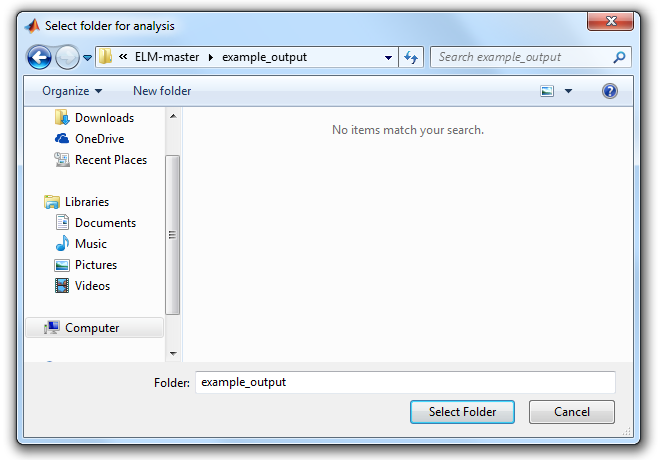 Select folder for analysis
« ELM-master example_output Search example_output
Organize New folder
Downloads
OneDrive
Recent Places
Libraries
Documents
Music
Pictures
Videos
Computer
No items match your search.
Folder: example_output
Select Folder Cancel